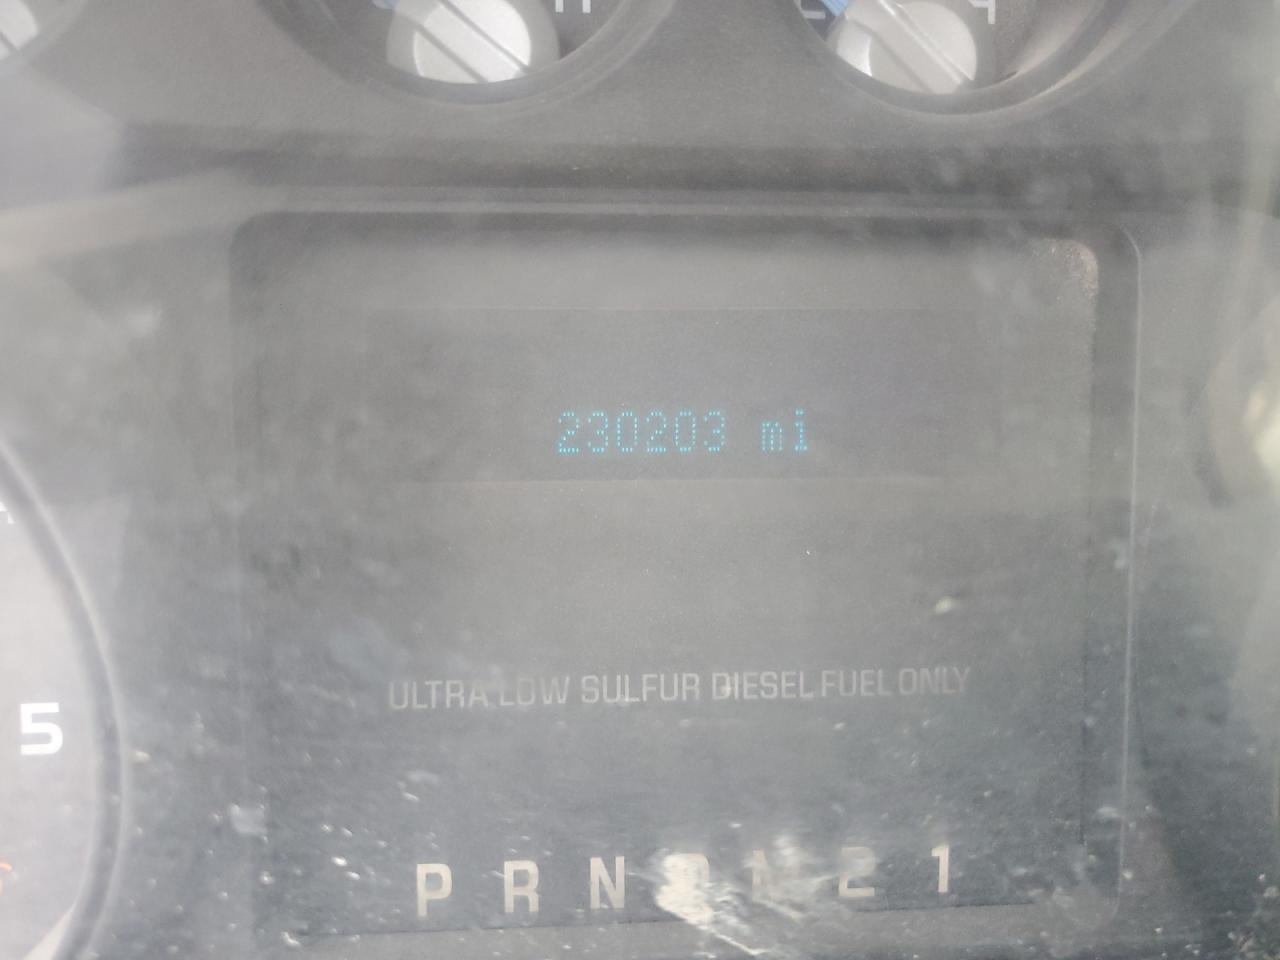 230203 mi
ULTRA LOW SULFUR DIESEL FUEL ONLY
5
P R N D M 2 1